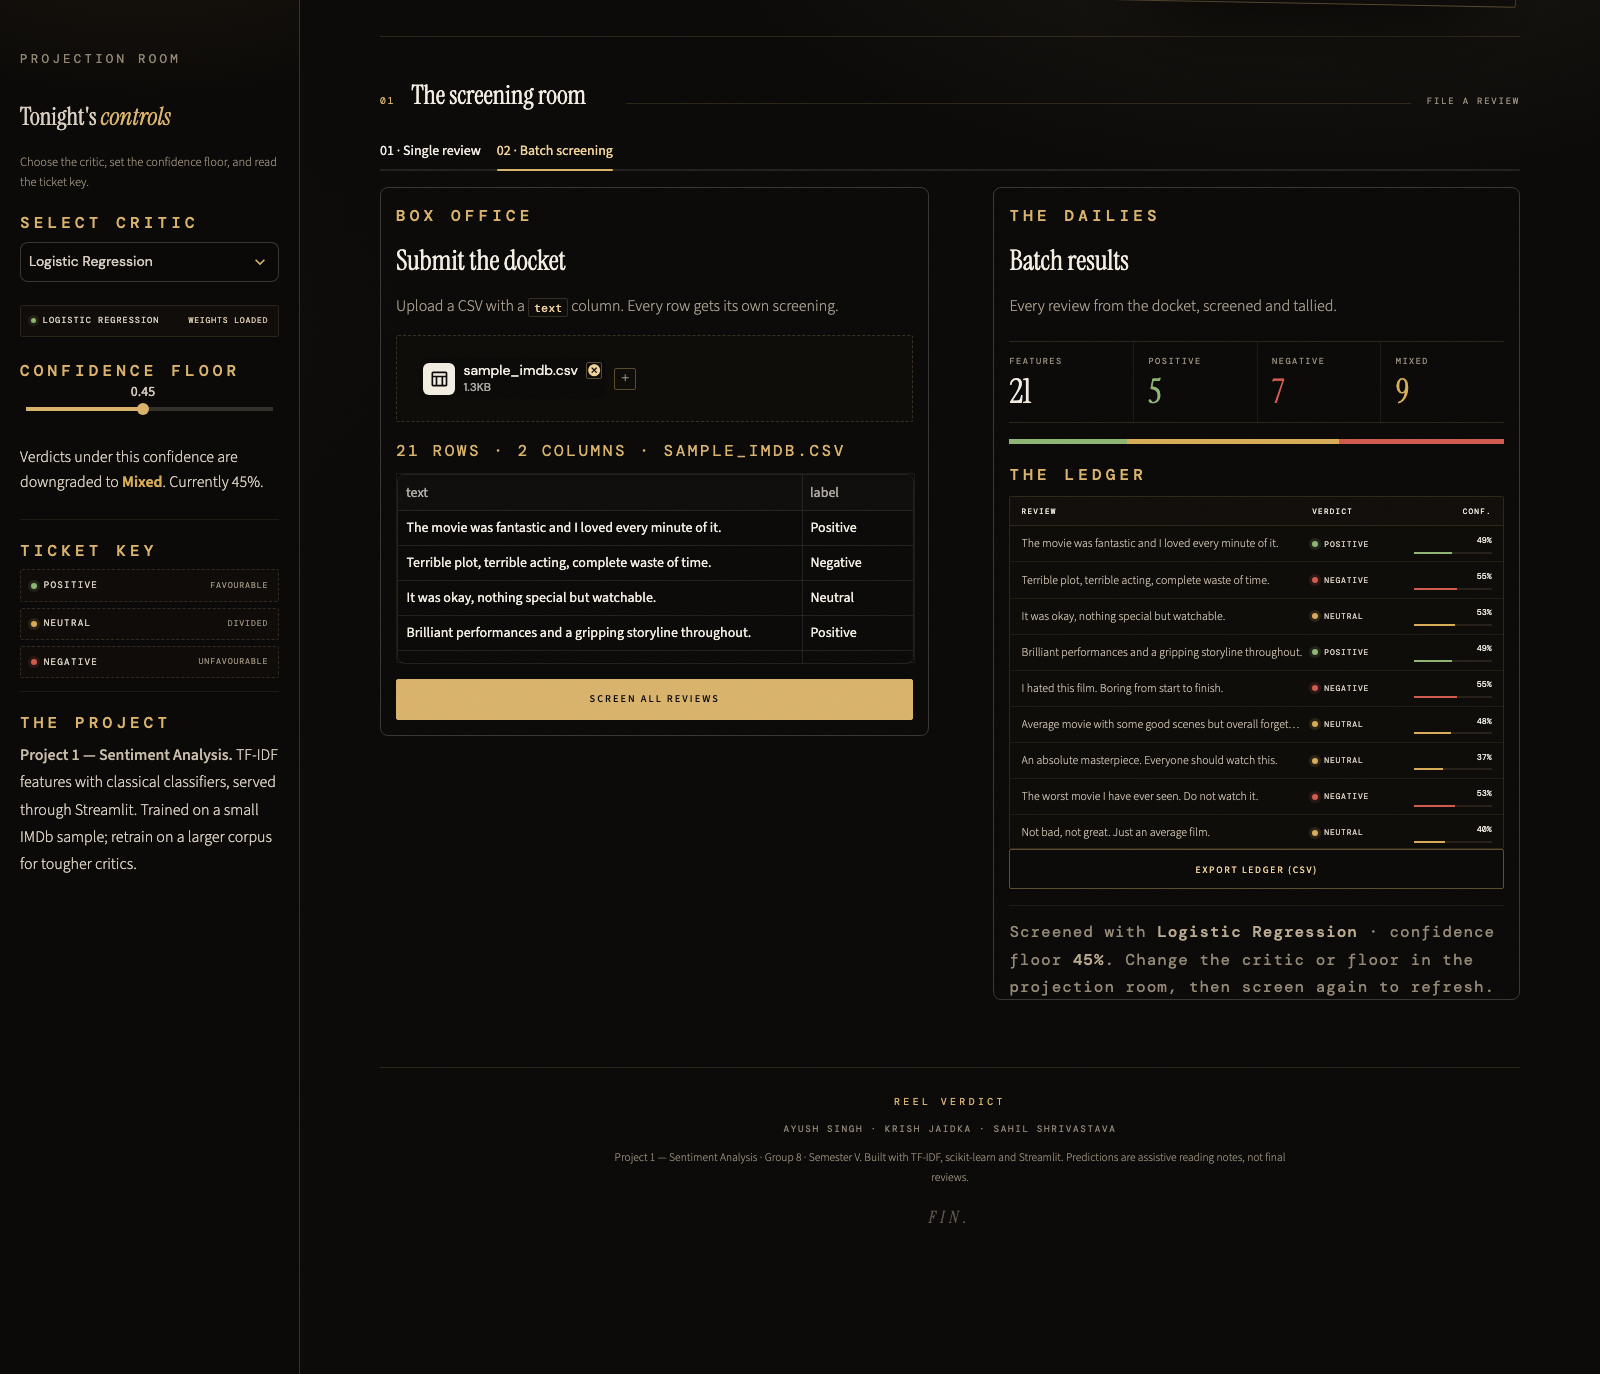 PROJECTION ROOM
Tonight's controls
Choose the critic, set the confidence floor, and read
the ticket key.
SELECT CRITIC
Logistic Regression
LOGISTIC REGRESSION WEIGHTS LOADED
CONFIDENCE FLOOR
0.45
Verdicts under this confidence are
downgraded to Mixed. Currently 45%.
TICKET KEY
POSITIVE FAVOURABLE
NEUTRAL DIVIDED
NEGATIVE UNFAVOURABLE
THE PROJECT
Project 1 — Sentiment Analysis. TF-IDF
features with classical classifiers, served
through Streamlit. Trained on a small
IMDb sample; retrain on a larger corpus
for tougher critics.
01 The screening room FILE A REVIEW
01 · Single review 02 · Batch screening
BOX OFFICE
Submit the docket
Upload a CSV with a text column. Every row gets its own screening.
sample_imdb.csv
1.3KB
+
21 ROWS · 2 COLUMNS · SAMPLE_IMDB.CSV
text label
The movie was fantastic and I loved every minute of it. Positive
Terrible plot, terrible acting, complete waste of time. Negative
It was okay, nothing special but watchable. Neutral
Brilliant performances and a gripping storyline throughout. Positive
SCREEN ALL REVIEWS
THE DAILIES
Batch results
Every review from the docket, screened and tallied.
FEATURES POSITIVE NEGATIVE MIXED
21 5 7 9
THE LEDGER
REVIEW VERDICT CONF.
The movie was fantastic and I loved every minute of it. POSITIVE 49%
Terrible plot, terrible acting, complete waste of time. NEGATIVE 55%
It was okay, nothing special but watchable. NEUTRAL 53%
Brilliant performances and a gripping storyline throughout. POSITIVE 49%
I hated this film. Boring from start to finish. NEGATIVE 55%
Average movie with some good scenes but overall forget… NEUTRAL 48%
An absolute masterpiece. Everyone should watch this. NEUTRAL 37%
The worst movie I have ever seen. Do not watch it. NEGATIVE 53%
Not bad, not great. Just an average film. NEUTRAL 40%
EXPORT LEDGER (CSV)
Screened with Logistic Regression · confidence
floor 45%. Change the critic or floor in the
projection room, then screen again to refresh.
REEL VERDICT
AYUSH SINGH · KRISH JAIDKA · SAHIL SHRIVASTAVA
Project 1 — Sentiment Analysis · Group 8 · Semester V. Built with TF-IDF, scikit-learn and Streamlit. Predictions are assistive reading notes, not final
reviews.
FIN.